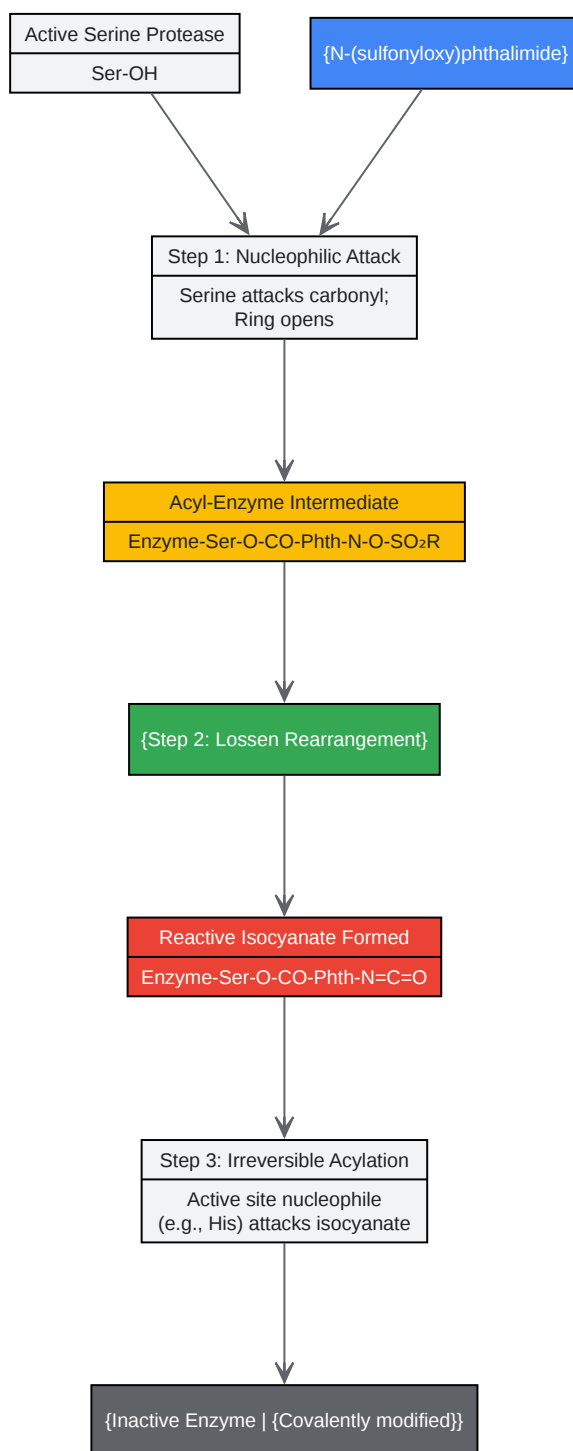 Active Serine Protease
Ser-OH
{N-(sulfonyloxy)phthalimide}
Step 1: Nucleophilic Attack
Serine attacks carbonyl;
Ring opens
Acyl-Enzyme Intermediate
Enzyme-Ser-O-CO-Phth-N-O-SO₂R
{Step 2: Lossen Rearrangement}
Reactive Isocyanate Formed
Enzyme-Ser-O-CO-Phth-N=C=O
Step 3: Irreversible Acylation
Active site nucleophile
(e.g., His) attacks isocyanate
{Inactive Enzyme | {Covalently modified}}